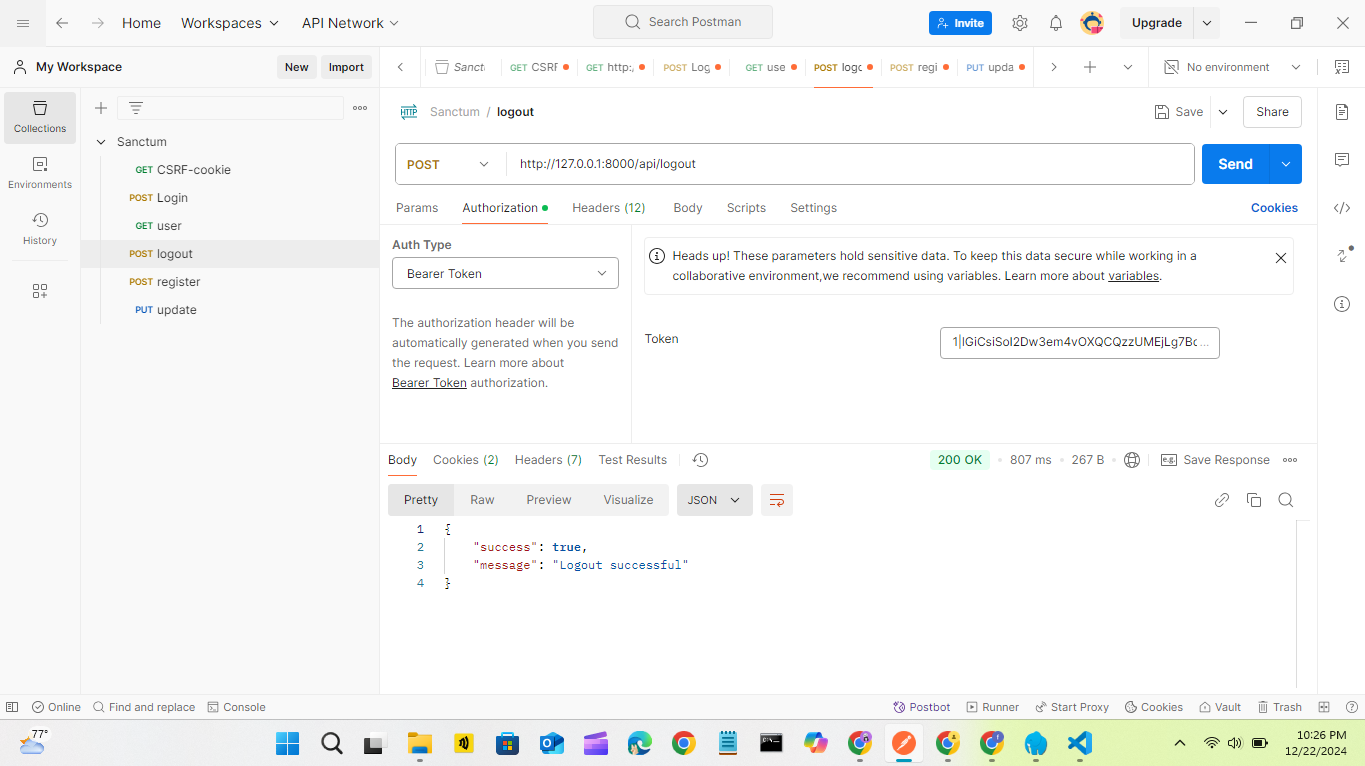 Home Workspaces API Network Search Postman Invite Upgrade
My Workspace New Import
Sanct GET CSRF GET http:/ POST Log GET use POST logo POST regi PUT upda No environment
Collections
Environments
History
Sanctum
GET CSRF-cookie
POST Login
GET user
POST logout
POST register
PUT update
HTTP Sanctum / logout Save Share
POST http://127.0.0.1:8000/api/logout Send
Params Authorization Headers (12) Body Scripts Settings Cookies
Auth Type
Bearer Token
The authorization header will be
automatically generated when you send
the request. Learn more about
Bearer Token authorization.
Heads up! These parameters hold sensitive data. To keep this data secure while working in a
collaborative environment,we recommend using variables. Learn more about variables.
Token
Body Cookies (2) Headers (7) Test Results 200 OK 807 ms 267 B e.g. Save Response
Pretty Raw Preview Visualize JSON
1 {
2 "success": true,
3 "message": "Logout successful"
4 }
Online Find and replace Console Postbot Runner Start Proxy Cookies Vault Trash
77° 10:26 PM
12/22/2024